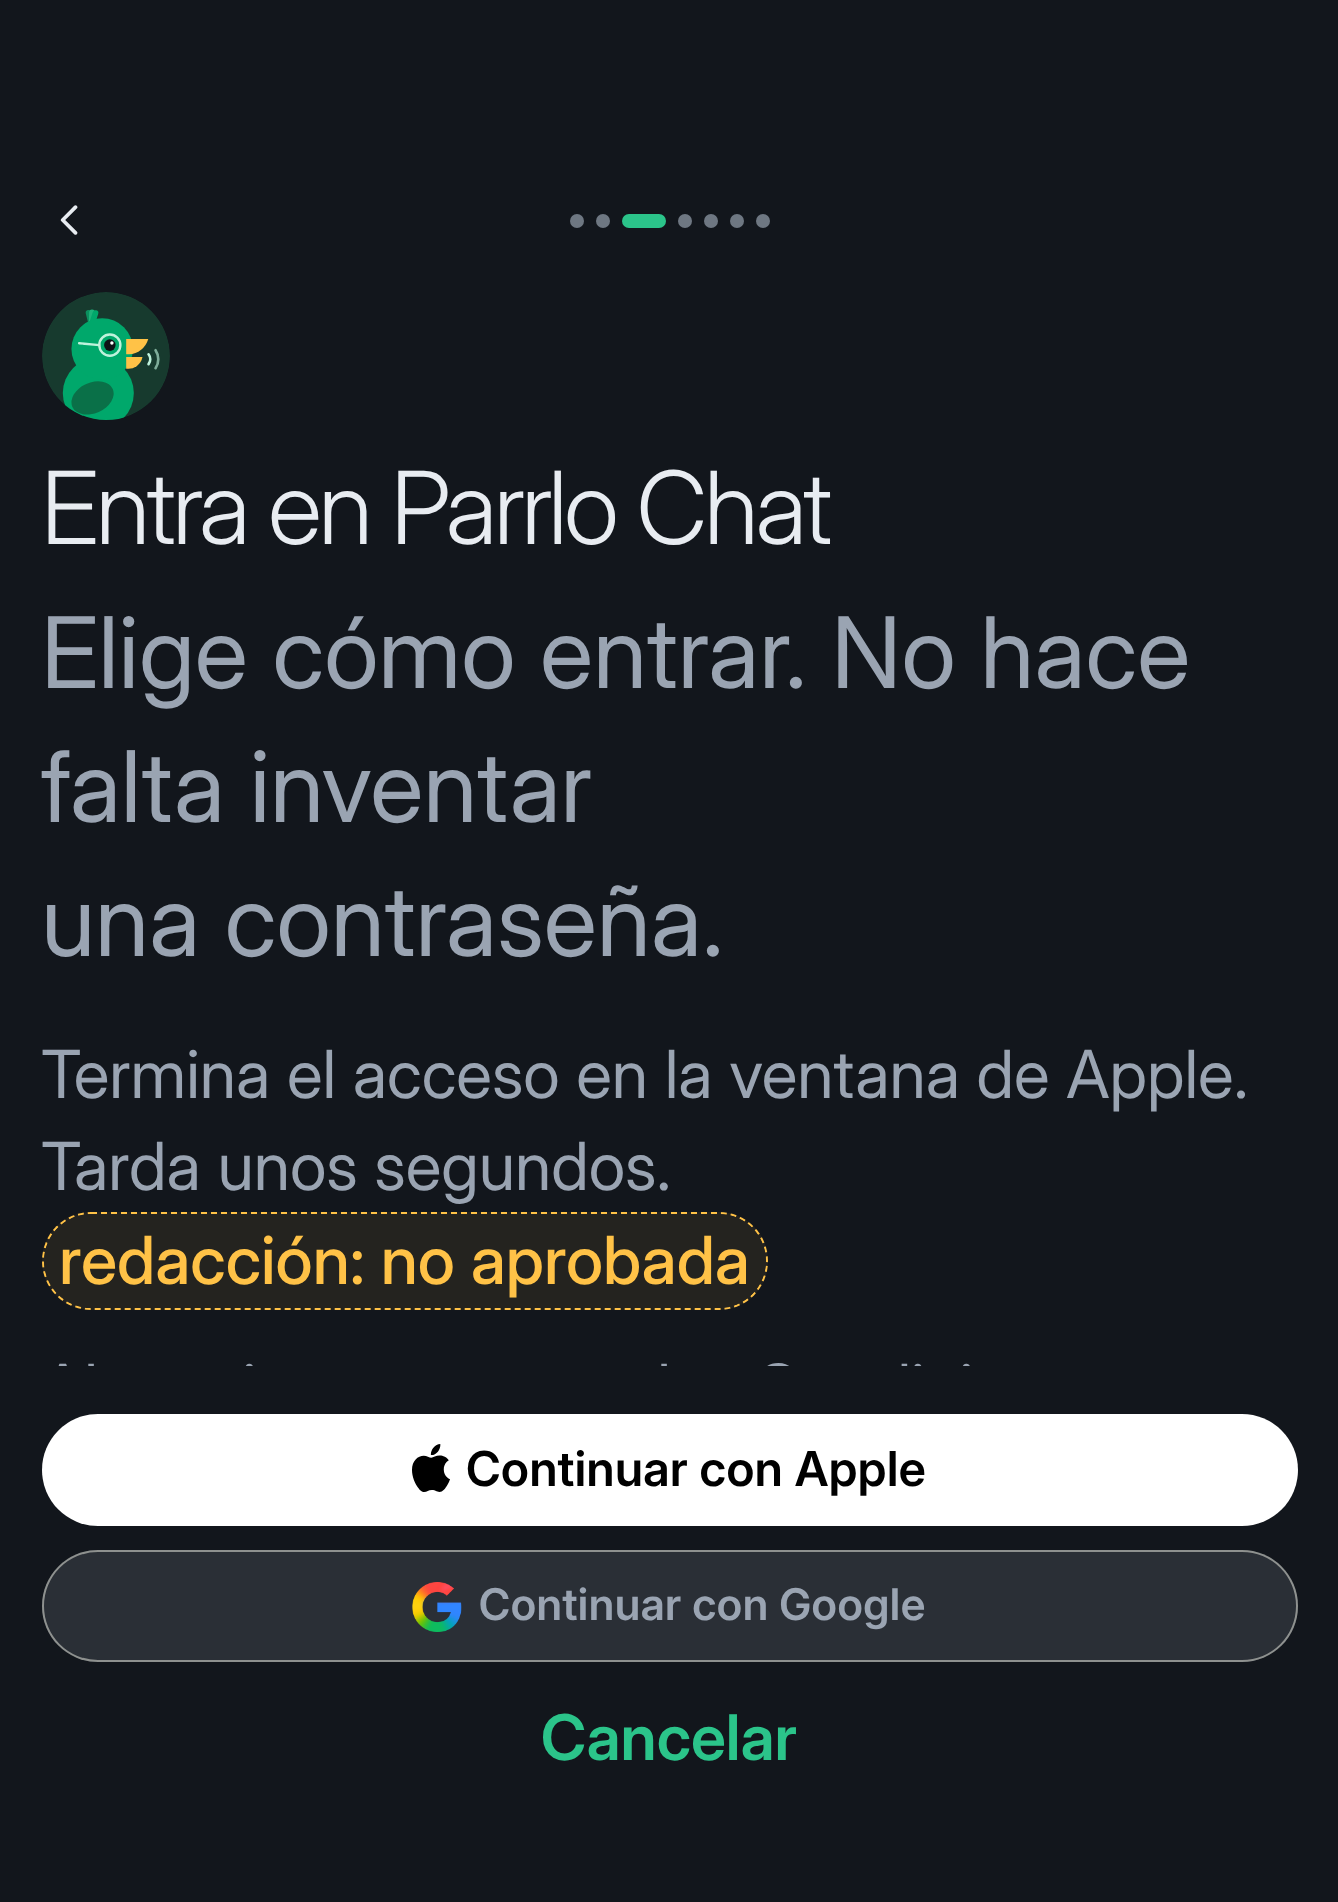 Entra en Parrlo Chat
Elige cómo entrar. No hace
falta inventar
una contraseña.
Termina el acceso en la ventana de Apple.
Tarda unos segundos.
redacción: no aprobada
Continuar con Apple
Continuar con Google
Cancelar